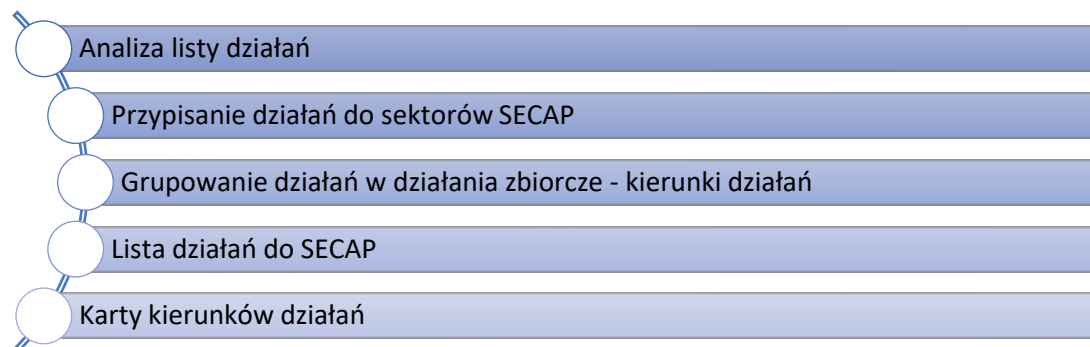 Analiza listy działań
Przypisanie działań do sektorów SECAP
Grupowanie działań w działania zbiorcze - kierunki działań
Lista działań do SECAP
Karty kierunków działań